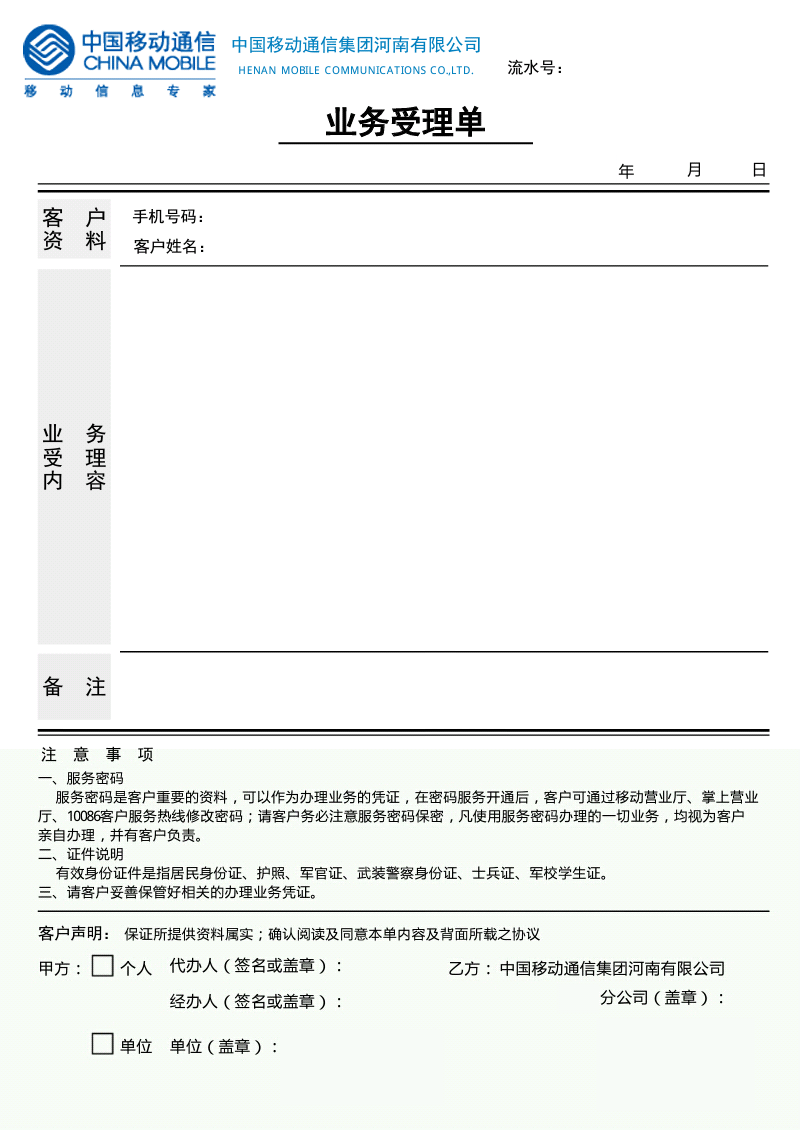 中国移动通信
CHINA MOBILE
移 动 信 息 专 家
中国移动通信集团河南有限公司
HENAN MOBILE COMMUNICATIONS CO.,LTD.
流水号：
业务受理单
年 月 日
客 户
资 料
手机号码：
客户姓名：
业 务
受 理
内 容
备 注
注 意 事 项
一、服务密码
服务密码是客户重要的资料，可以作为办理业务的凭证，在密码服务开通后，客户可通过移动营业厅、掌上营业
厅、10086客户服务热线修改密码；请客户务必注意服务密码保密，凡使用服务密码办理的一切业务，均视为客户
亲自办理，并有客户负责。
二、证件说明
有效身份证件是指居民身份证、护照、军官证、武装警察身份证、士兵证、军校学生证。
三、请客户妥善保管好相关的办理业务凭证。
客户声明： 保证所提供资料属实；确认阅读及同意本单内容及背面所载之协议
甲方： 个人 代办人（签名或盖章）： 乙方：中国移动通信集团河南有限公司
经办人（签名或盖章）： 分公司（盖章）：
单位 单位（盖章）：